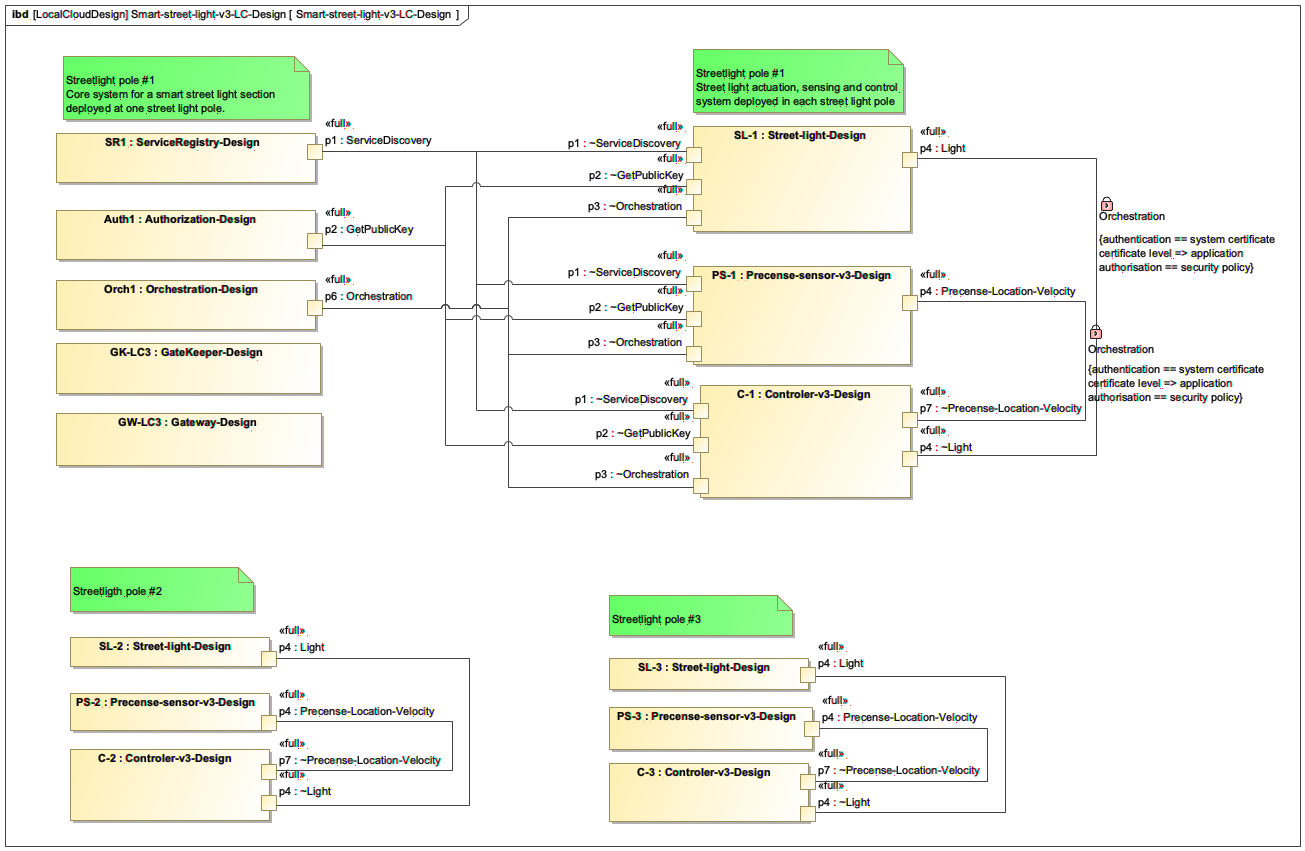 ibd [LocalCloudDesign] Smart-street-light-v3-LC-Design [ Smart-street-light-v3-LC-Design ]
Streetlight pole #1
Core system for a smart street light section
deployed at one street light pole.
SR1 : ServiceRegistry-Design
«full»
p1 : ServiceDiscovery
Auth1 : Authorization-Design
«full»
p2 : GetPublicKey
Orch1 : Orchestration-Design
«full»
p6 : Orchestration
GK-LC3 : GateKeeper-Design
GW-LC3 : Gateway-Design
Streetlight pole #1
Street light actuation, sensing and control
system deployed in each street light pole
SL-1 : Street-light-Design
«full»
p1 : ~ServiceDiscovery
«full»
p2 : ~GetPublicKey
«full»
p3 : ~Orchestration
«full»
p4 : Light
Orchestration
{authentication == system certificate
certificate level => application
authorisation == security policy}
PS-1 : Precense-sensor-v3-Design
«full»
p1 : ~ServiceDiscovery
«full»
p2 : ~GetPublicKey
«full»
p3 : ~Orchestration
«full»
p4 : Precense-Location-Velocity
Orchestration
{authentication == system certificate
certificate level => application
authorisation == security policy}
C-1 : Controler-v3-Design
«full»
p1 : ~ServiceDiscovery
«full»
p2 : ~GetPublicKey
«full»
p3 : ~Orchestration
«full»
p7 : ~Precense-Location-Velocity
«full»
p4 : ~Light
Streetligth pole #2
SL-2 : Street-light-Design
«full»
p4 : Light
PS-2 : Precense-sensor-v3-Design
«full»
p4 : Precense-Location-Velocity
C-2 : Controler-v3-Design
«full»
p7 : ~Precense-Location-Velocity
«full»
p4 : ~Light
Streetlight pole #3
SL-3 : Street-light-Design
«full»
p4 : Light
PS-3 : Precense-sensor-v3-Design
«full»
p4 : Precense-Location-Velocity
C-3 : Controler-v3-Design
«full»
p7 : ~Precense-Location-Velocity
«full»
p4 : ~Light